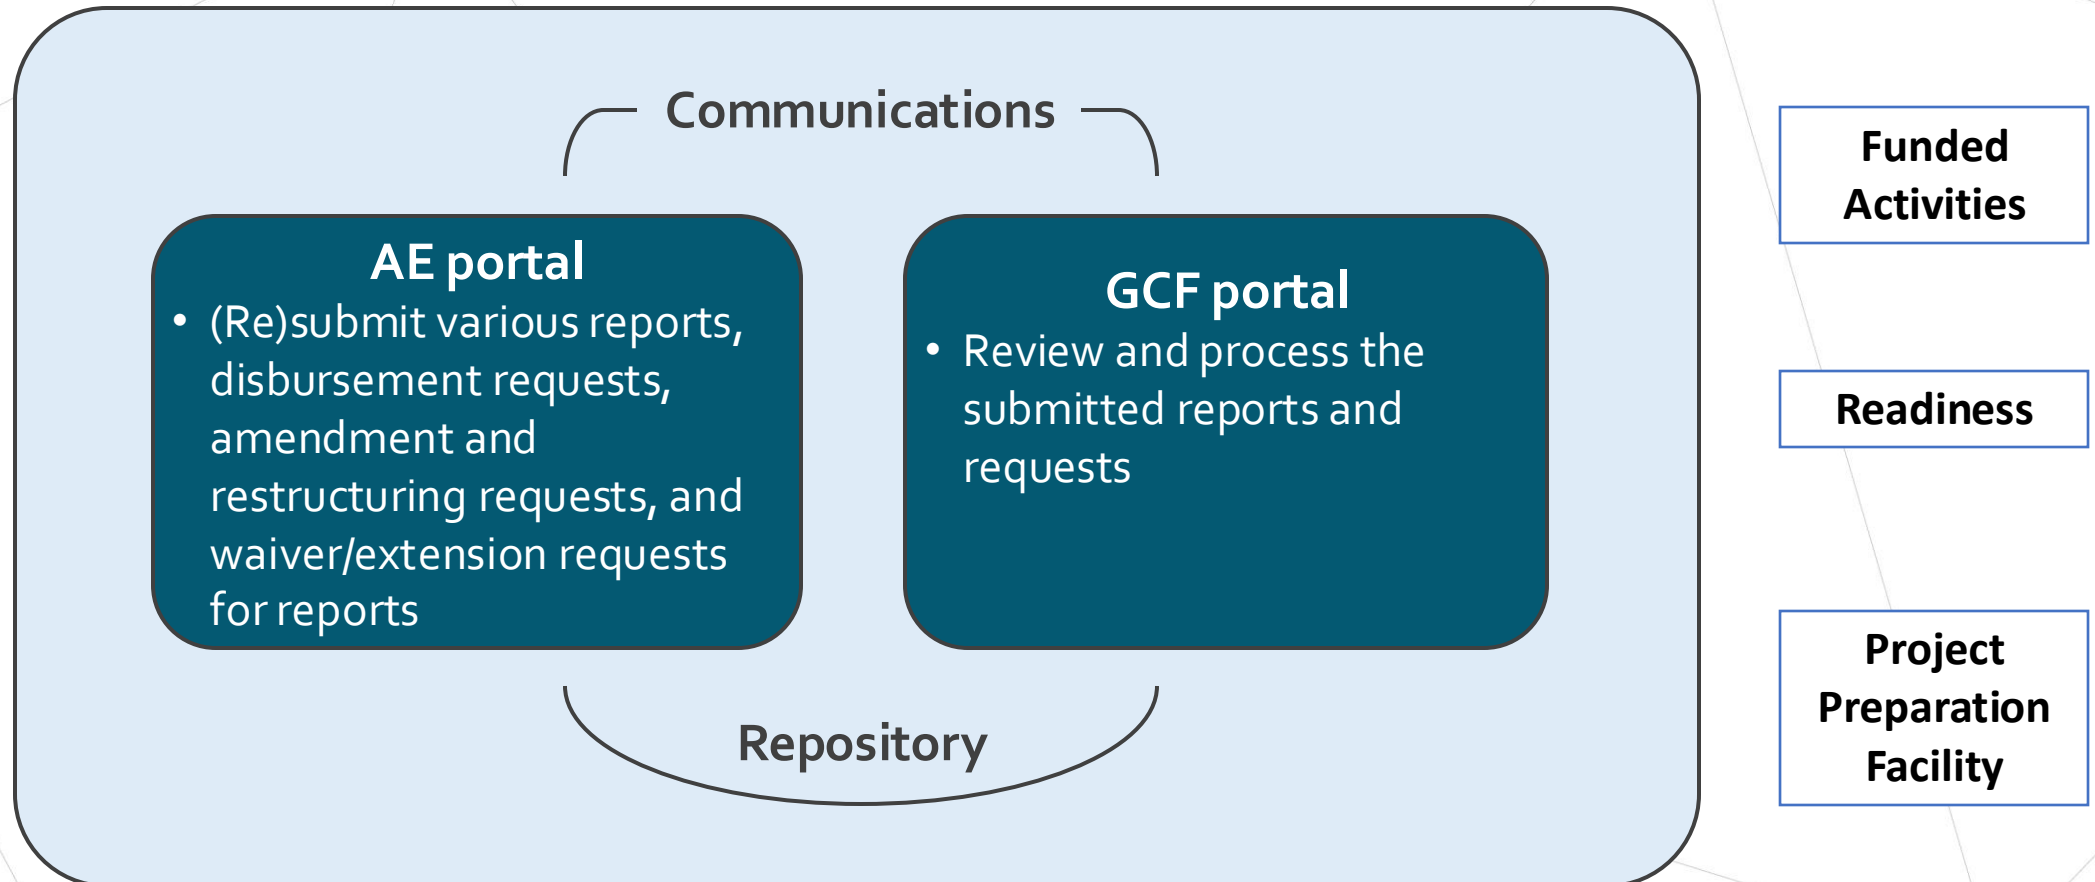 Communications
AE portal
• (Re)submit various reports,
disbursement requests,
amendment and
restructuring requests, and
waiver/extension requests
for reports
GCF portal
• Review and process the
submitted reports and
requests
Repository
Funded
Activities
Readiness
Project
Preparation
Facility